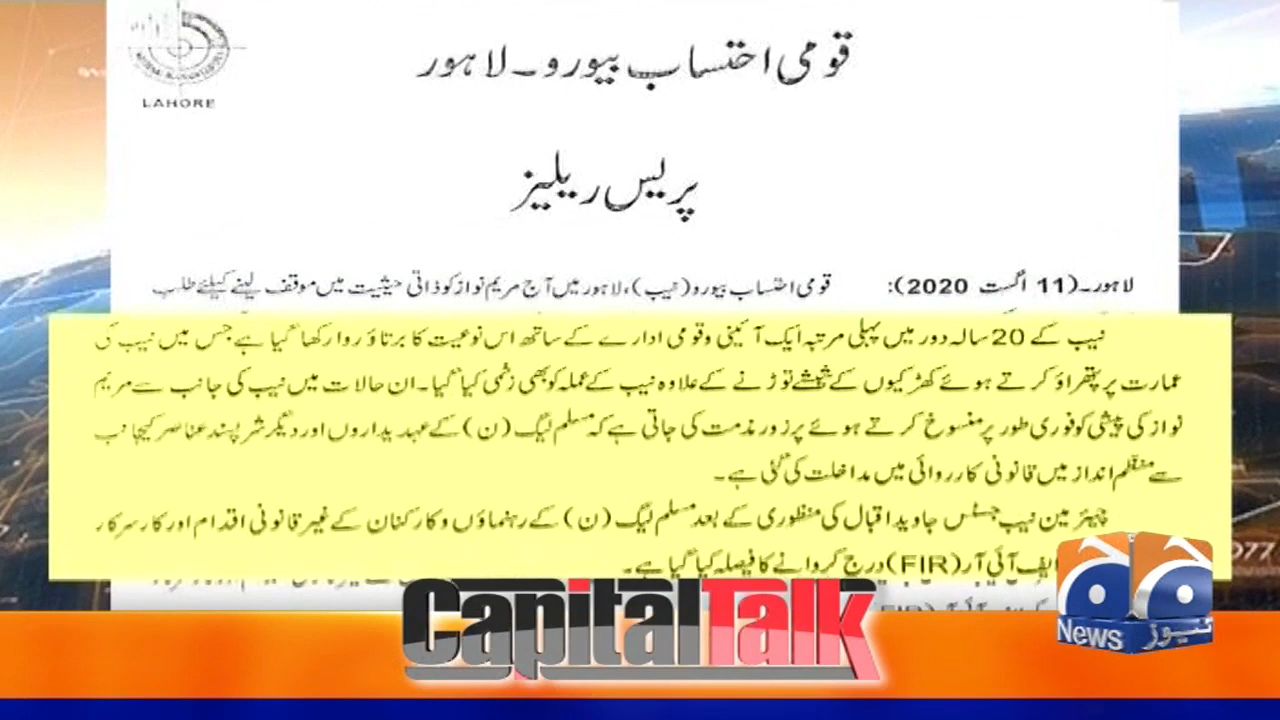 LAHORE
قومی احتساب بیورو۔ لاہور
پریس ریلیز
لاہور۔(11 اگست 2020): قومی احتساب بیورو (نیب)، لاہور میں آج مریم نواز کو ذاتی حیثیت میں موقف لینے کیلئے طلب
نیب کے 20 سالہ دور میں پہلی مرتبہ ایک آئینی و قومی ادارے کے ساتھ اس نوعیت کا برتاؤ روا رکھا گیا ہے جس میں نیب کی
عمارت پر پتھراؤ کرتے ہوئے کھڑکیوں کے شیشے توڑنے کے علاوہ نیب کے عملہ کو بھی زخمی کیا گیا۔ ان حالات میں نیب کی جانب سے مریم
نواز کی پیشی کو فوری طور پر منسوخ کرتے ہوئے پر زور مذمت کی جاتی ہے کہ مسلم لیگ (ن) کے عہدیداروں اور دیگر شرپسند عناصر کیجانب
سے منظم انداز میں قانونی کارروائی میں مداخلت کی گئی ہے۔
چیئرمین نیب جسٹس جاوید اقبال کی منظوری کے بعد مسلم لیگ (ن) کے رہنماؤں و کارکنان کے غیر قانونی اقدام اور کار سرکار
ایف آئی آر (FIR) درج کروانے کا فیصلہ کیا گیا ہے۔
Capital Talk
News نیوز